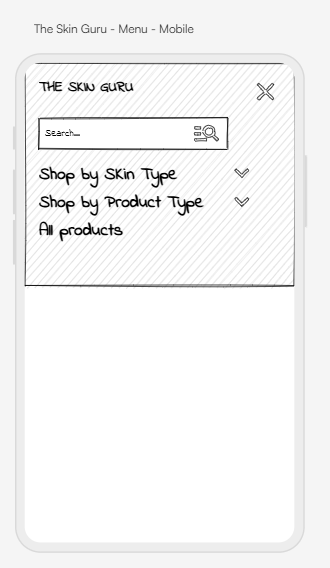 The Skin Guru - Menu - Mobile
THE SKIN GURU
Search...
Shop by Skin Type
Shop by Product Type
All products